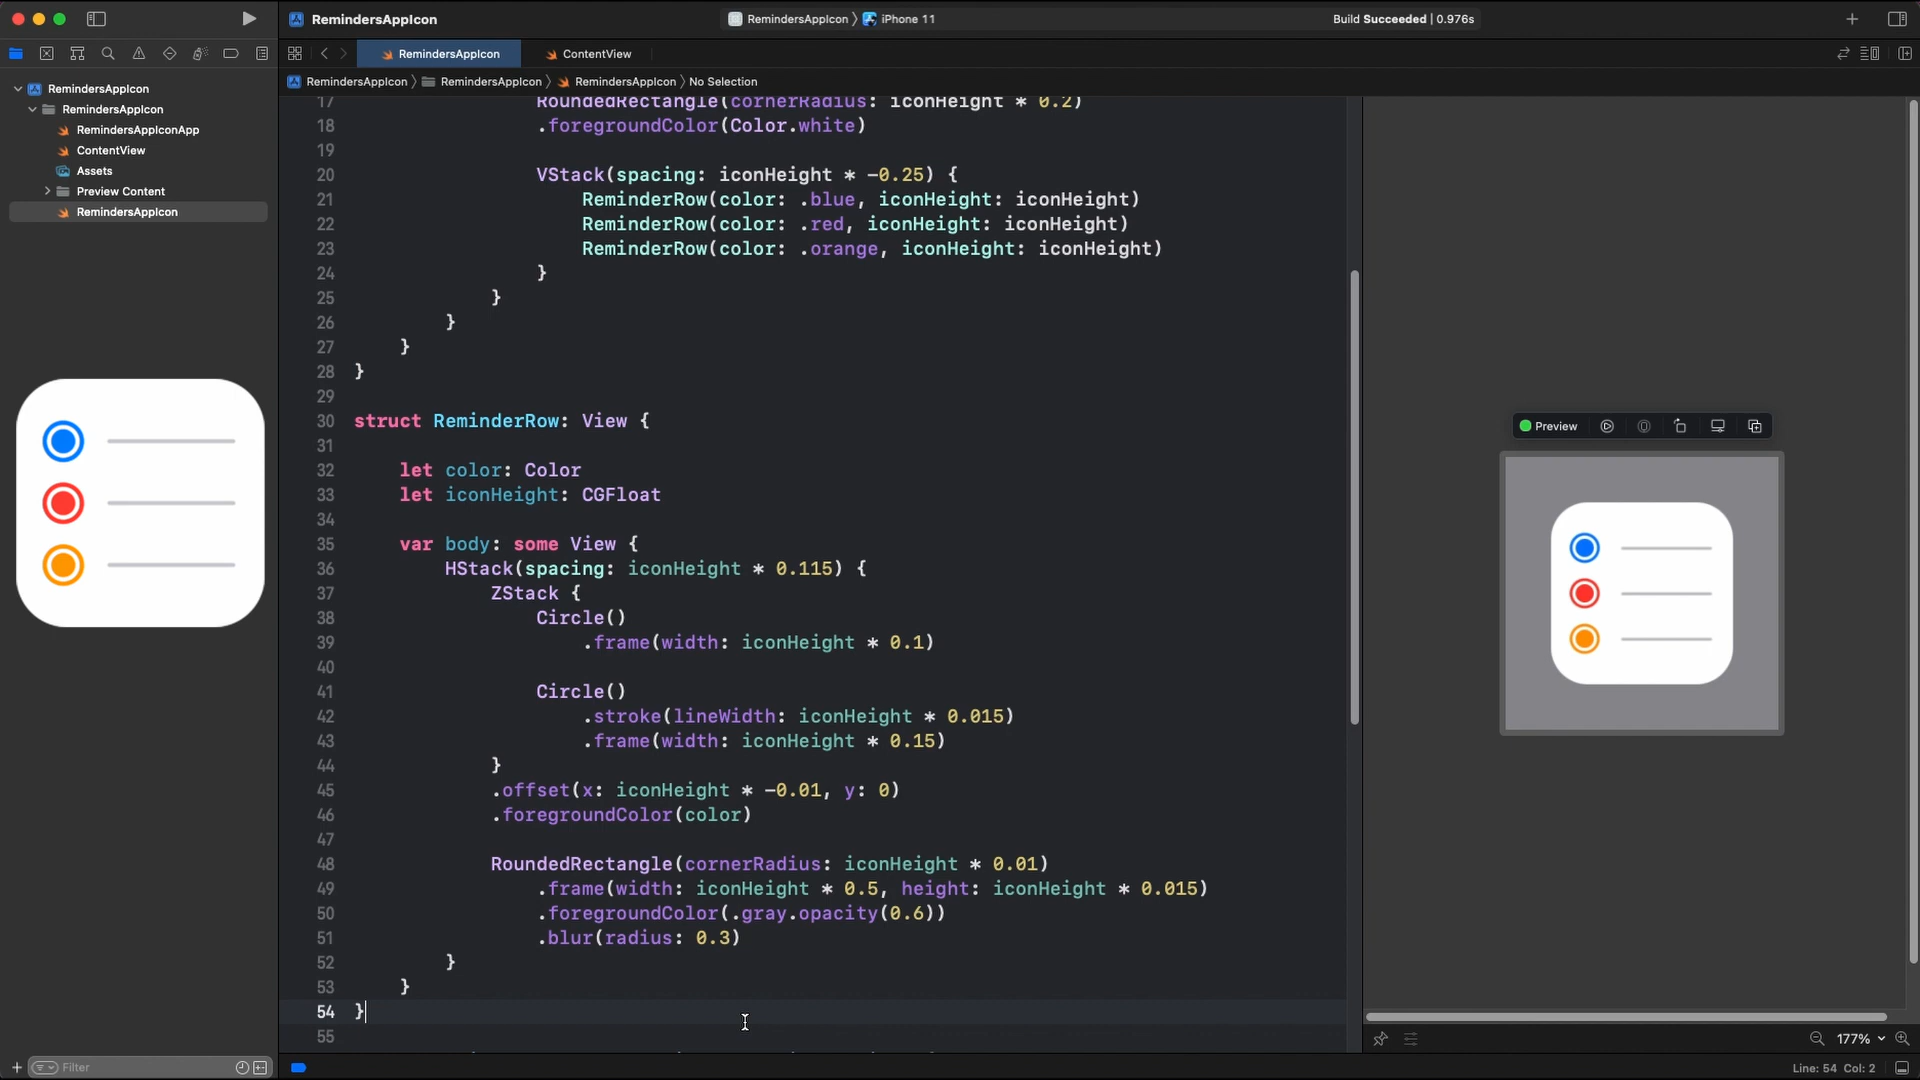 RemindersAppIcon
RemindersAppIcon
iPhone 11
Build Succeeded | 0.976s
RemindersAppIcon
ContentView
RemindersAppIcon
RemindersAppIcon
RemindersAppIcon
No Selection
RemindersAppIcon
RemindersAppIcon
RemindersAppIconApp
ContentView
Assets
Preview Content
RemindersAppIcon
17 RoundedRectangle(cornerRadius: iconHeight * 0.2)
18 .foregroundColor(Color.white)
19
20 VStack(spacing: iconHeight * -0.25) {
21 ReminderRow(color: .blue, iconHeight: iconHeight)
22 ReminderRow(color: .red, iconHeight: iconHeight)
23 ReminderRow(color: .orange, iconHeight: iconHeight)
24 }
25 }
26 }
27 }
28 }
29
30 struct ReminderRow: View {
31
32 let color: Color
33 let iconHeight: CGFloat
34
35 var body: some View {
36 HStack(spacing: iconHeight * 0.115) {
37 ZStack {
38 Circle()
39 .frame(width: iconHeight * 0.1)
40
41 Circle()
42 .stroke(lineWidth: iconHeight * 0.015)
43 .frame(width: iconHeight * 0.15)
44 }
45 .offset(x: iconHeight * -0.01, y: 0)
46 .foregroundColor(color)
47
48 RoundedRectangle(cornerRadius: iconHeight * 0.01)
49 .frame(width: iconHeight * 0.5, height: iconHeight * 0.015)
50 .foregroundColor(.gray.opacity(0.6))
51 .blur(radius: 0.3)
52 }
53 }
54 }
55
Preview
177%
Filter
Line: 54 Col: 2